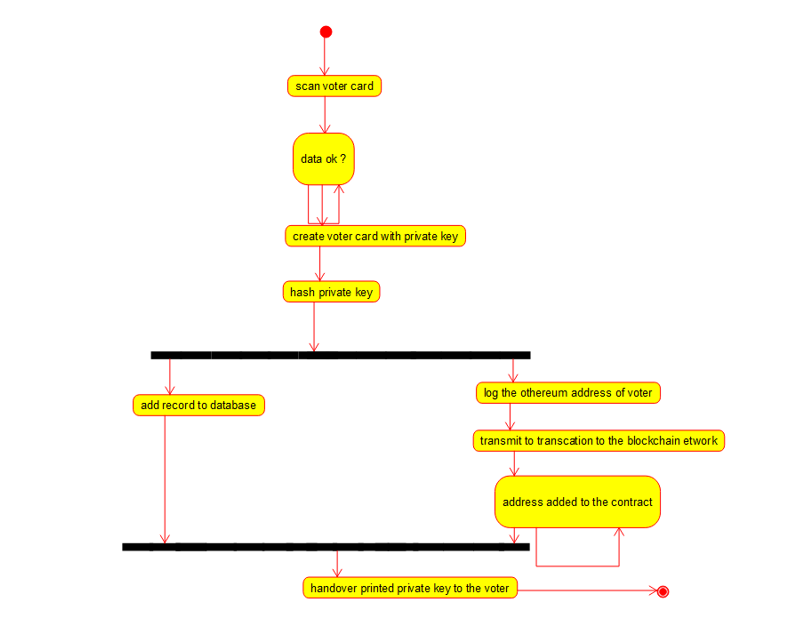 scan voter card
data ok ?
create voter card with private key
hash private key
add record to database
log the othereum address of voter
transmit to transcation to the blockchain etwork
address added to the contract
handover printed private key to the voter